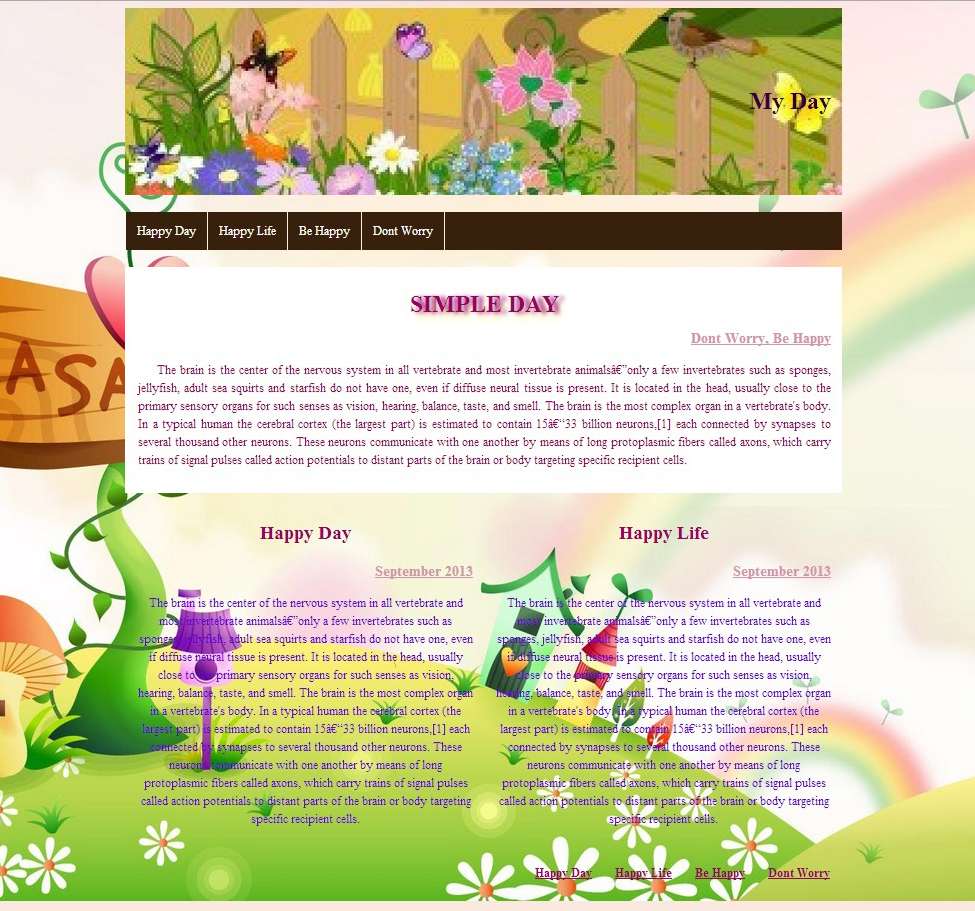 My Day
Happy Day Happy Life Be Happy Dont Worry
ASA
SIMPLE DAY
Dont Worry, Be Happy
The brain is the center of the nervous system in all vertebrate and most invertebrate animalsâ€”only a few invertebrates such as sponges,
jellyfish, adult sea squirts and starfish do not have one, even if diffuse neural tissue is present. It is located in the head, usually close to the
primary sensory organs for such senses as vision, hearing, balance, taste, and smell. The brain is the most complex organ in a vertebrate's body.
In a typical human the cerebral cortex (the largest part) is estimated to contain 15â€“33 billion neurons,[1] each connected by synapses to
several thousand other neurons. These neurons communicate with one another by means of long protoplasmic fibers called axons, which carry
trains of signal pulses called action potentials to distant parts of the brain or body targeting specific recipient cells.
Happy Day
September 2013
The brain is the center of the nervous system in all vertebrate and
most invertebrate animalsâ€”only a few invertebrates such as
sponges, jellyfish, adult sea squirts and starfish do not have one, even
if diffuse neural tissue is present. It is located in the head, usually
close to the primary sensory organs for such senses as vision,
hearing, balance, taste, and smell. The brain is the most complex organ
in a vertebrate's body. In a typical human the cerebral cortex (the
largest part) is estimated to contain 15â€“33 billion neurons,[1] each
connected by synapses to several thousand other neurons. These
neurons communicate with one another by means of long
protoplasmic fibers called axons, which carry trains of signal pulses
called action potentials to distant parts of the brain or body targeting
specific recipient cells.
Happy Life
September 2013
The brain is the center of the nervous system in all vertebrate and
most invertebrate animalsâ€”only a few invertebrates such as
sponges, jellyfish, adult sea squirts and starfish do not have one, even
if diffuse neural tissue is present. It is located in the head, usually
close to the primary sensory organs for such senses as vision,
hearing, balance, taste, and smell. The brain is the most complex organ
in a vertebrate's body. In a typical human the cerebral cortex (the
largest part) is estimated to contain 15â€“33 billion neurons,[1] each
connected by synapses to several thousand other neurons. These
neurons communicate with one another by means of long
protoplasmic fibers called axons, which carry trains of signal pulses
called action potentials to distant parts of the brain or body targeting
specific recipient cells.
Happy Day Happy Life Be Happy Dont Worry